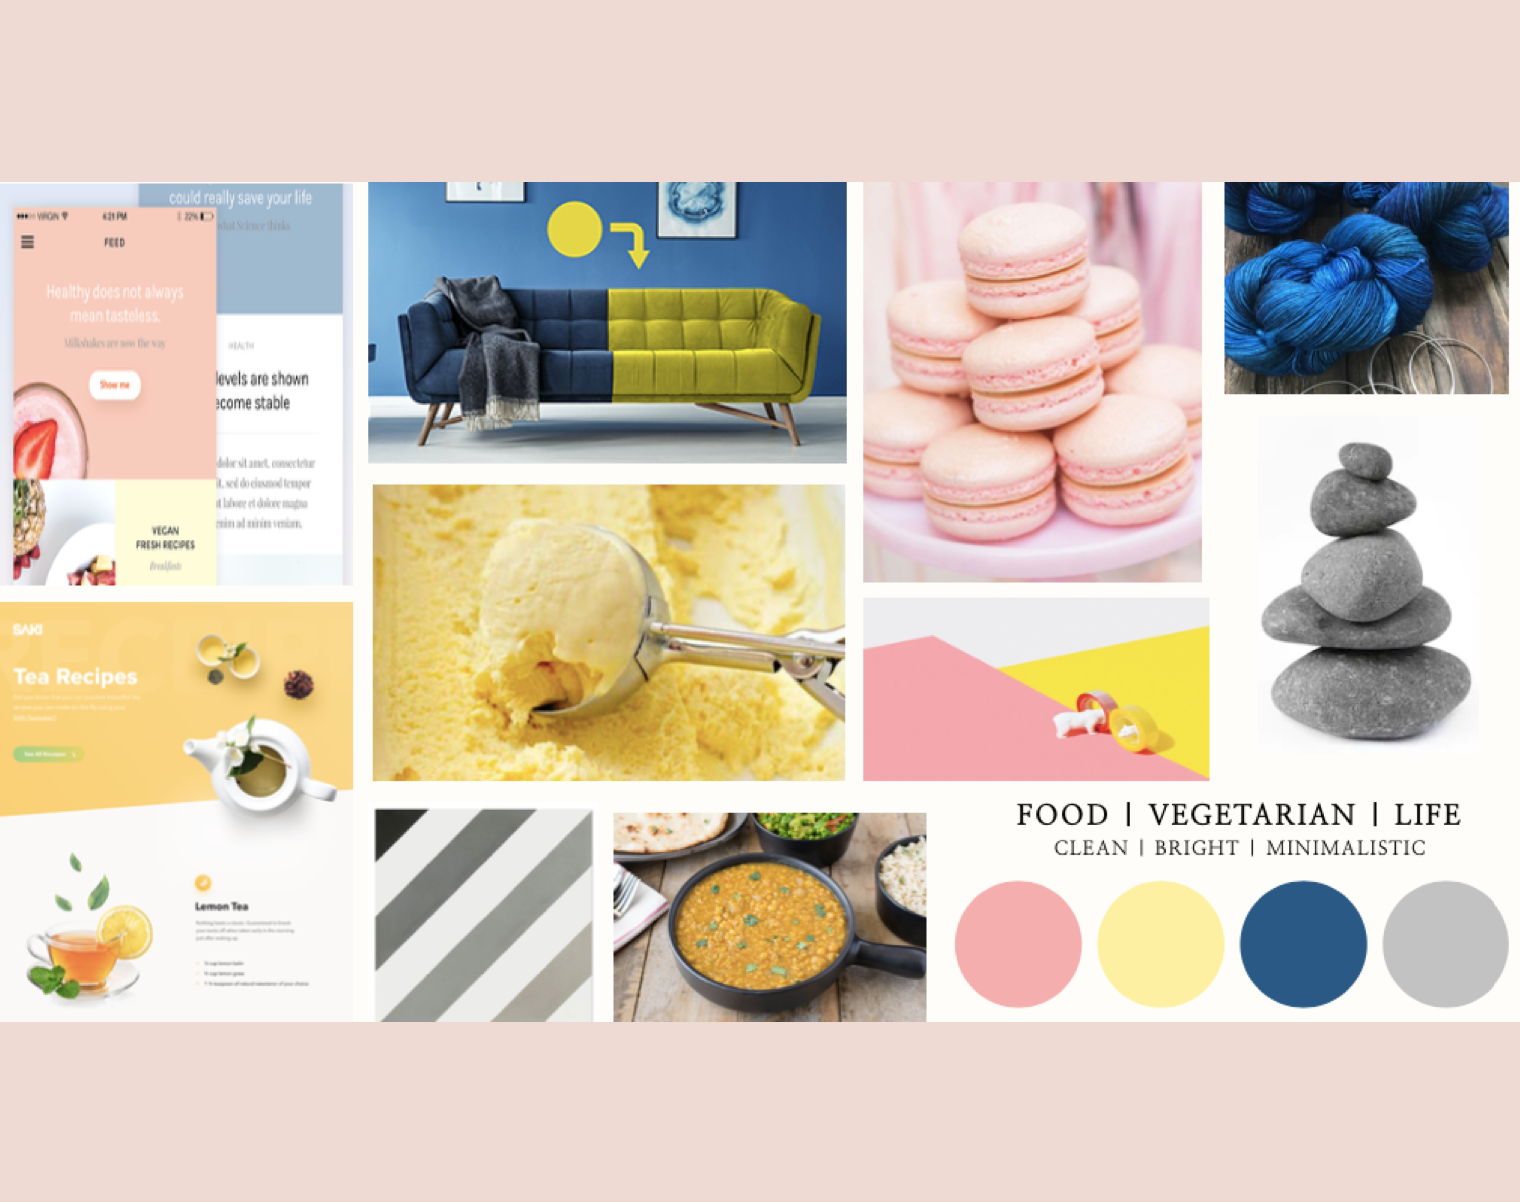 could really save your life
what Science thinks
VIRGIN
4:21 PM
22%
FEED
Healthy does not always
mean tasteless.
Milkshakes are now the way
Show me
HEALTH
levels are shown
ecome stable
dolor sit amet, consectetur
it, sed do eiusmod tempor
ut labore et dolore magna
enim ad minim veniam,
VEGAN
FRESH RECIPES
Breakfasts
SAKI
Tea Recipes
See All Recipes
Lemon Tea
FOOD | VEGETARIAN | LIFE
CLEAN | BRIGHT | MINIMALISTIC